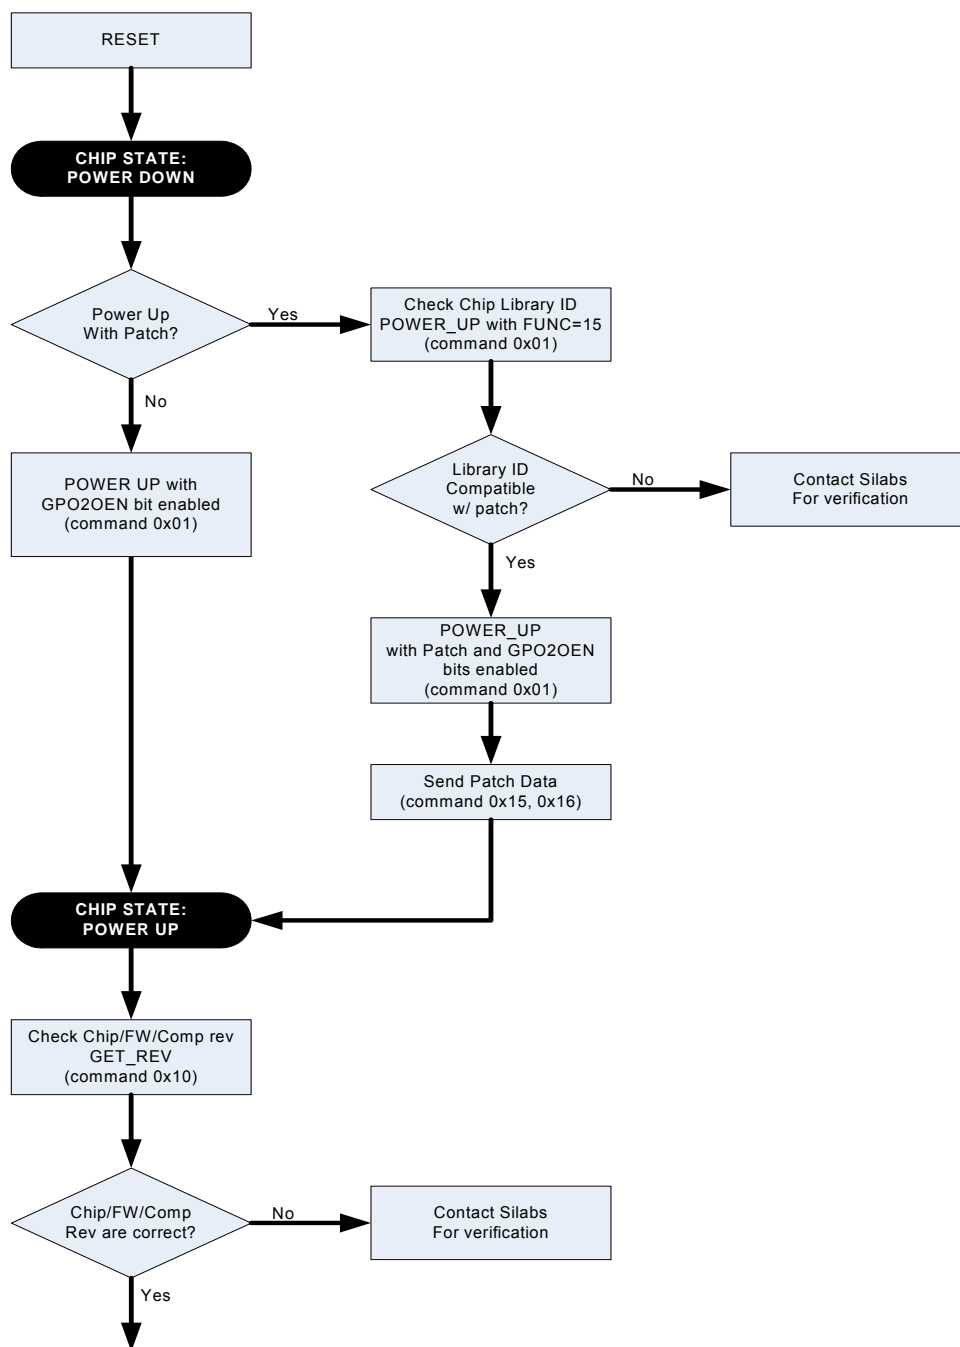 RESET
CHIP STATE:
POWER DOWN
Power Up
With Patch?
Yes
Check Chip Library ID
POWER_UP with FUNC=15
(command 0x01)
No
POWER UP with
GPO2OEN bit enabled
(command 0x01)
Library ID
Compatible
w/ patch?
No
Contact Silabs
For verification
Yes
POWER_UP
with Patch and GPO2OEN
bits enabled
(command 0x01)
Send Patch Data
(command 0x15, 0x16)
CHIP STATE:
POWER UP
Check Chip/FW/Comp rev
GET_REV
(command 0x10)
Chip/FW/Comp
Rev are correct?
No
Contact Silabs
For verification
Yes